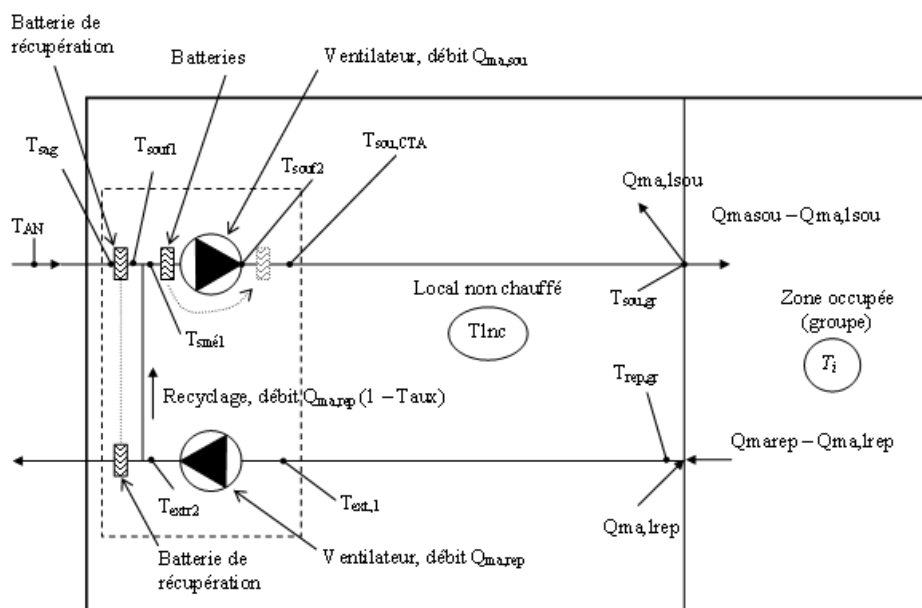 Batterie de
récupération
Batteries
Ventilateur, débit Qma,sou
Tsag
Tsouf1
Tsouf2
Tsou,CTA
Qma,lsou
Qmasou – Qma,lsou
TAN
Tsou,gr
Local non chauffé
Tlnc
Zone occupée
(groupe)
Ti
Tsmél
Trep,gr
Recyclage, débit Qma,rep (1 – Taux)
Qmarep – Qma,lrep
Textr2
Text,1
Qma,lrep
Batterie de
récupération
Ventilateur, débit Qma,rep